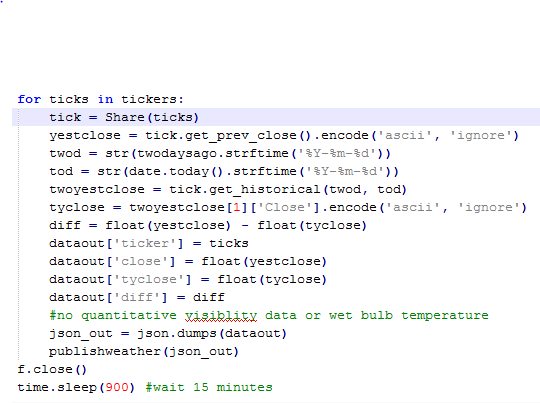 for ticks in tickers:
    tick = Share(ticks)
    yestclose = tick.get_prev_close().encode('ascii', 'ignore')
    twod = str(twodaysago.strftime('%Y-%m-%d'))
    tod = str(date.today().strftime('%Y-%m-%d'))
    twoyestclose = tick.get_historical(twod, tod)
    tyclose = twoyestclose[1]['Close'].encode('ascii', 'ignore')
    diff = float(yestclose) - float(tyclose)
    dataout['ticker'] = ticks
    dataout['close'] = float(yestclose)
    dataout['tyclose'] = float(tyclose)
    dataout['diff'] = diff
    #no quantitative visiblity data or wet bulb temperature
    json_out = json.dumps(dataout)
    publishweather(json_out)
f.close()
time.sleep(900) #wait 15 minutes